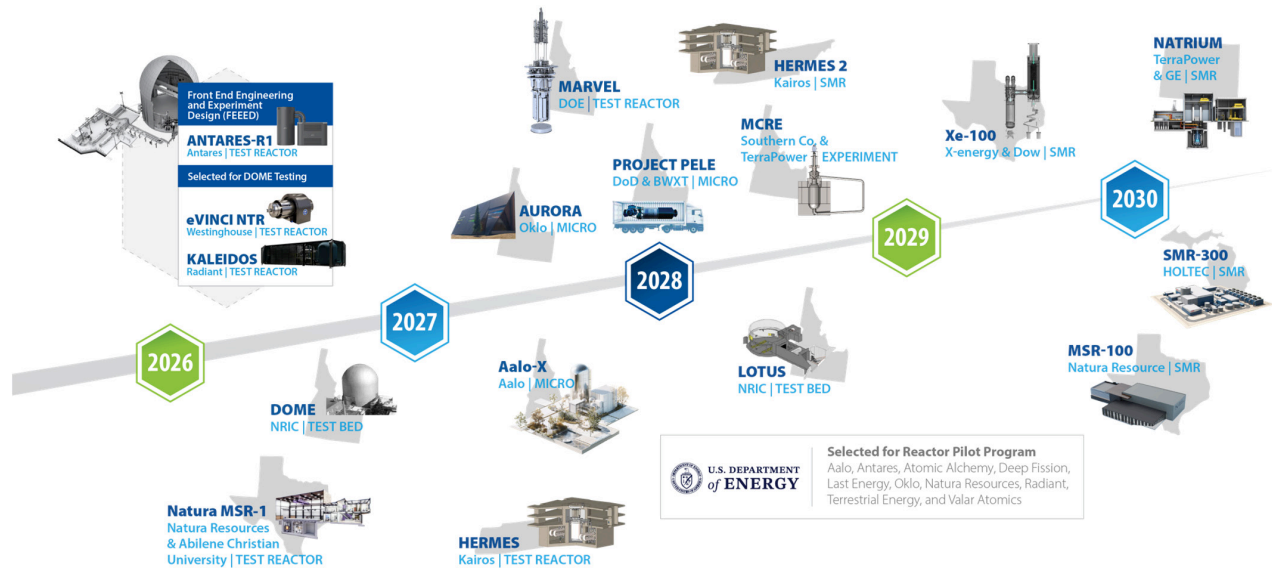 Front End Engineering
and Experiment
Design (FEEED)
ANTARES-R1
Antares | TEST REACTOR
Selected for DOME Testing
eVINCI NTR
Westinghouse | TEST REACTOR
KALEIDOS
Radiant | TEST REACTOR
MARVEL
DOE | TEST REACTOR
HERMES 2
Kairos | SMR
MCRE
Southern Co. &
TerraPower | EXPERIMENT
PROJECT PELE
DoD & BWXT | MICRO
AURORA
Oklo | MICRO
Xe-100
X-energy & Dow | SMR
NATRIUM
TerraPower
& GE | SMR
2026
2027
2028
2029
2030
DOME
NRIC | TEST BED
Natura MSR-1
Natura Resources
& Abilene Christian
University | TEST REACTOR
Aalo-X
Aalo | MICRO
HERMES
Kairos | TEST REACTOR
LOTUS
NRIC | TEST BED
SMR-300
HOLTEC | SMR
MSR-100
Natura Resource | SMR
U.S. DEPARTMENT
of ENERGY
Selected for Reactor Pilot Program
Aalo, Antares, Atomic Alchemy, Deep Fission,
Last Energy, Oklo, Natura Resources, Radiant,
Terrestrial Energy, and Valar Atomics